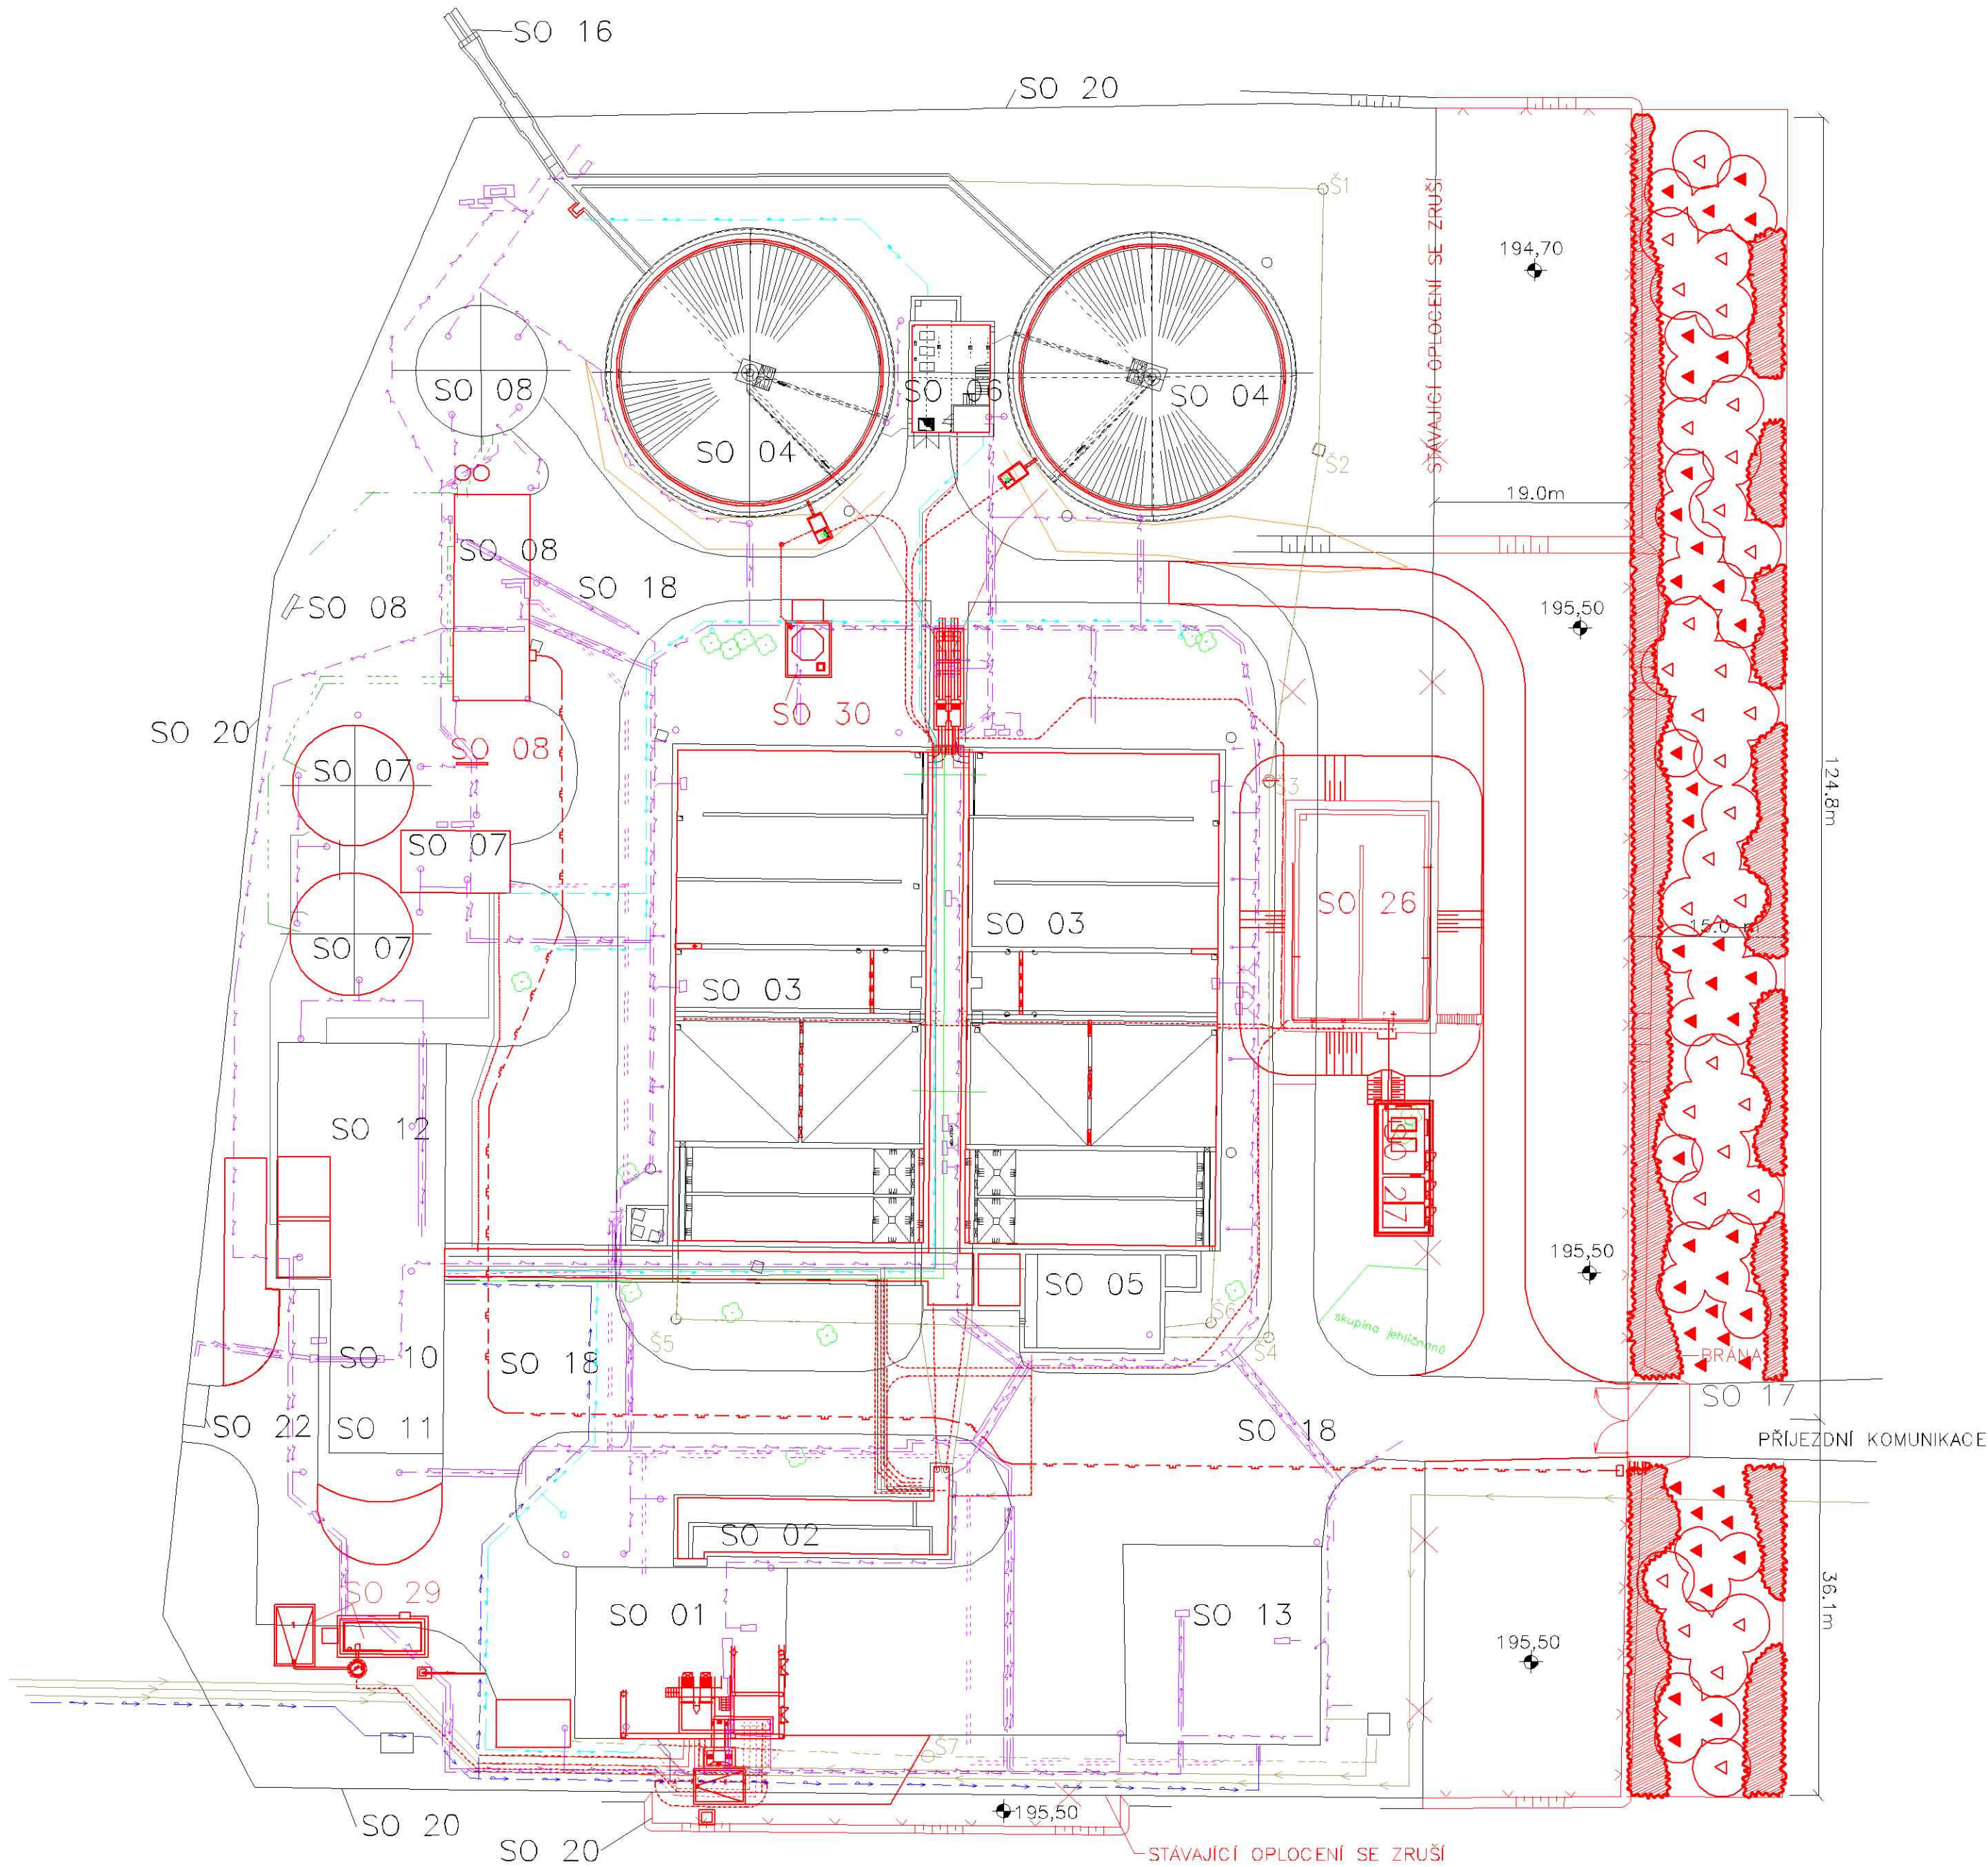 SO 16
SO 20
Š1
STÁVAJÍCÍ OPLOCENÍ SE ZRUŠÍ
194,70
SO 08
SO 06
SO 04
SO 04
Š2
19.0m
SO 08
SO 18
SO 08
195,50
SO 30
SO 20
SO 08
SO 07
Š3
124.8m
SO 07
SO 26
SO 03
SO 07
15.0 m
SO 03
SO 12
27
195,50
SO 05
Š6
skupina jehličnanů
Š5
Š4
SO 10
SO 18
BRÁNA
SO 17
SO 22
SO 11
SO 18
PŘÍJEZDNÍ KOMUNIKACE
SO 02
SO 29
36.1m
SO 01
SO 13
195,50
Š7
195,50
SO 20
SO 20
STÁVAJÍCÍ OPLOCENÍ SE ZRUŠÍ